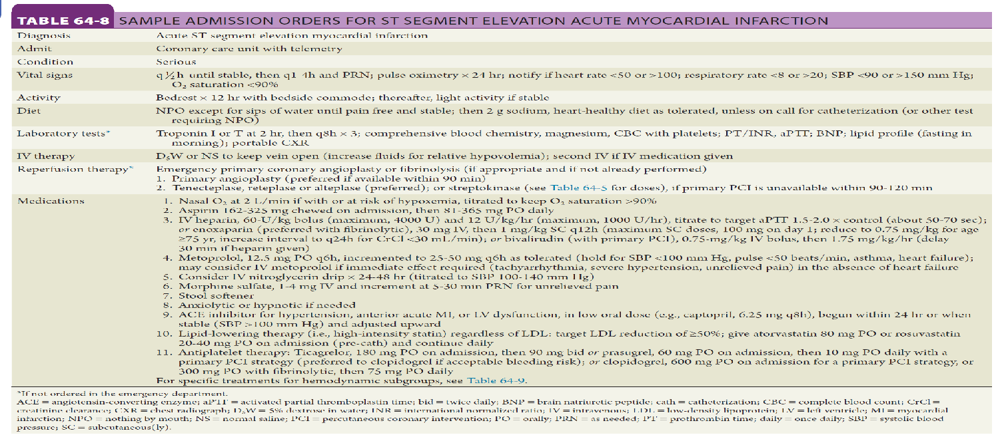 TABLE 64-8 SAMPLE ADMISSION ORDERS FOR ST SEGMENT ELEVATION ACUTE MYOCARDIAL INFARCTION
Diagnosis Acute ST segment elevation myocardial infarction
Admit Coronary care unit with telemetry
Condition Serious
Vital signs q ½ h until stable, then q1-4h and PRN; pulse oximetry × 24 hr; notify if heart rate <50 or >100; respiratory rate <8 or >20; SBP <90 or >150 mm Hg;
O₂ saturation <90%
Activity Bedrest × 12 hr with bedside commode; thereafter, light activity if stable
Diet NPO except for sips of water until pain free and stable; then 2 g sodium, heart-healthy diet as tolerated, unless on call for catheterization (or other test
requiring NPO)
Laboratory tests* Troponin I or T at 2 hr, then q8h × 3; comprehensive blood chemistry, magnesium, CBC with platelets; PT/INR, aPTT; BNP; lipid profile (fasting in
morning); portable CXR
IV therapy D₅W or NS to keep vein open (increase fluids for relative hypovolemia); second IV if IV medication given
Reperfusion therapy* Emergency primary coronary angioplasty or fibrinolysis (if appropriate and if not already performed)
1. Primary angioplasty (preferred if available within 90 min)
2. Tenecteplase, reteplase or alteplase (preferred); or streptokinase (see Table 64-5 for doses), if primary PCI is unavailable within 90-120 min
Medications 1. Nasal O₂ at 2 L/min if with or at risk of hypoxemia, titrated to keep O₂ saturation >90%
2. Aspirin 162-325 mg chewed on admission, then 81-365 mg PO daily
3. IV heparin, 60-U/kg bolus (maximum, 4000 U) and 12 U/kg/hr (maximum, 1000 U/hr), titrate to target aPTT 1.5-2.0 × control (about 50-70 sec);
or enoxaparin (preferred with fibrinolytic), 30 mg IV, then 1 mg/kg SC q12h (maximum SC doses, 100 mg on day 1; reduce to 0.75 mg/kg for age
≥75 yr, increase interval to q24h for CrCl <30 mL/min); or bivalirudin (with primary PCI), 0.75-mg/kg IV bolus, then 1.75 mg/kg/hr (delay
30 min if heparin given)
4. Metoprolol, 12.5 mg PO q6h, incremented to 25-50 mg q6h as tolerated (hold for SBP <100 mm Hg, pulse <50 beats/min, asthma, heart failure);
may consider IV metoprolol if immediate effect required (tachyarrhythmia, severe hypertension, unrelieved pain) in the absence of heart failure
5. Consider IV nitroglycerin drip × 24-48 hr (titrated to SBP 100-140 mm Hg)
6. Morphine sulfate, 1-4 mg IV and increment at 5-30 min PRN for unrelieved pain
7. Stool softener
8. Anxiolytic or hypnotic if needed
9. ACE inhibitor for hypertension, anterior acute MI, or LV dysfunction, in low oral dose (e.g., captopril, 6.25 mg q8h), begun within 24 hr or when
stable (SBP >100 mm Hg) and adjusted upward
10. Lipid-lowering therapy (i.e., high-intensity statin) regardless of LDL: target LDL reduction of ≥50%; give atorvastatin 80 mg PO or rosuvastatin
20-40 mg PO on admission (pre-cath) and continue daily
11. Antiplatelet therapy: Ticagrelor, 180 mg PO on admission, then 90 mg bid or prasugrel, 60 mg PO on admission, then 10 mg PO daily with a
primary PCI strategy (preferred to clopidogrel if acceptable bleeding risk); or clopidogrel, 600 mg PO on admission for a primary PCI strategy, or
300 mg PO with fibrinolytic, then 75 mg PO daily
For specific treatments for hemodynamic subgroups, see Table 64-9.
*If not ordered in the emergency department.
ACE = angiotensin-converting enzyme; aPTT = activated partial thromboplastin time; bid = twice daily; BNP = brain natriuretic peptide; cath = catheterization; CBC = complete blood count; CrCl =
creatinine clearance; CXR = chest radiograph; D₅W = 5% dextrose in water; INR = international normalized ratio; IV = intravenous; LDL = low-density lipoprotein; LV = left ventricle; MI = myocardial
infarction; NPO = nothing by mouth; NS = normal saline; PCI = percutaneous coronary intervention; PO = orally; PRN = as needed; PT = prothrombin time; daily = once daily; SBP = systolic blood
pressure; SC = subcutaneous(ly).